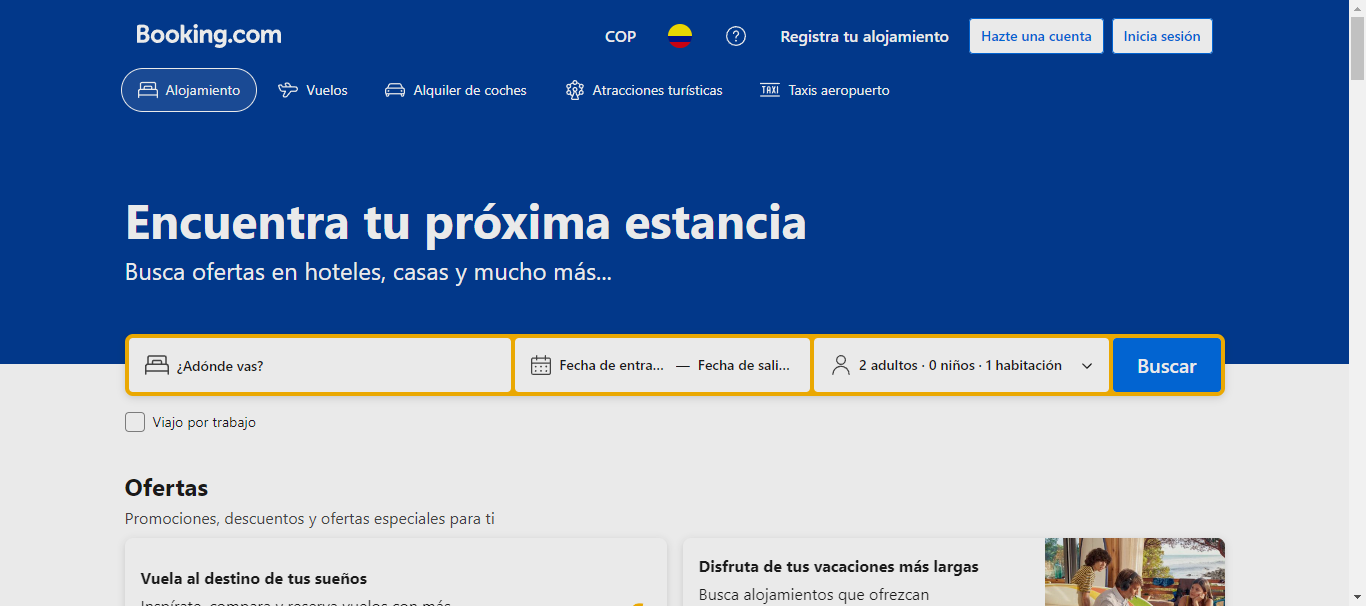 Booking.com
COP
Registra tu alojamiento
Hazte una cuenta
Inicia sesión
Alojamiento
Vuelos
Alquiler de coches
Atracciones turísticas
TAXI
Taxis aeropuerto
Encuentra tu próxima estancia
Busca ofertas en hoteles, casas y mucho más...
¿Adónde vas?
Fecha de entra... — Fecha de sali...
2 adultos · 0 niños · 1 habitación
Buscar
Viajo por trabajo
Ofertas
Promociones, descuentos y ofertas especiales para ti
Vuela al destino de tus sueños
Inspírate, compara y reserva vuelos con más
Disfruta de tus vacaciones más largas
Busca alojamientos que ofrezcan